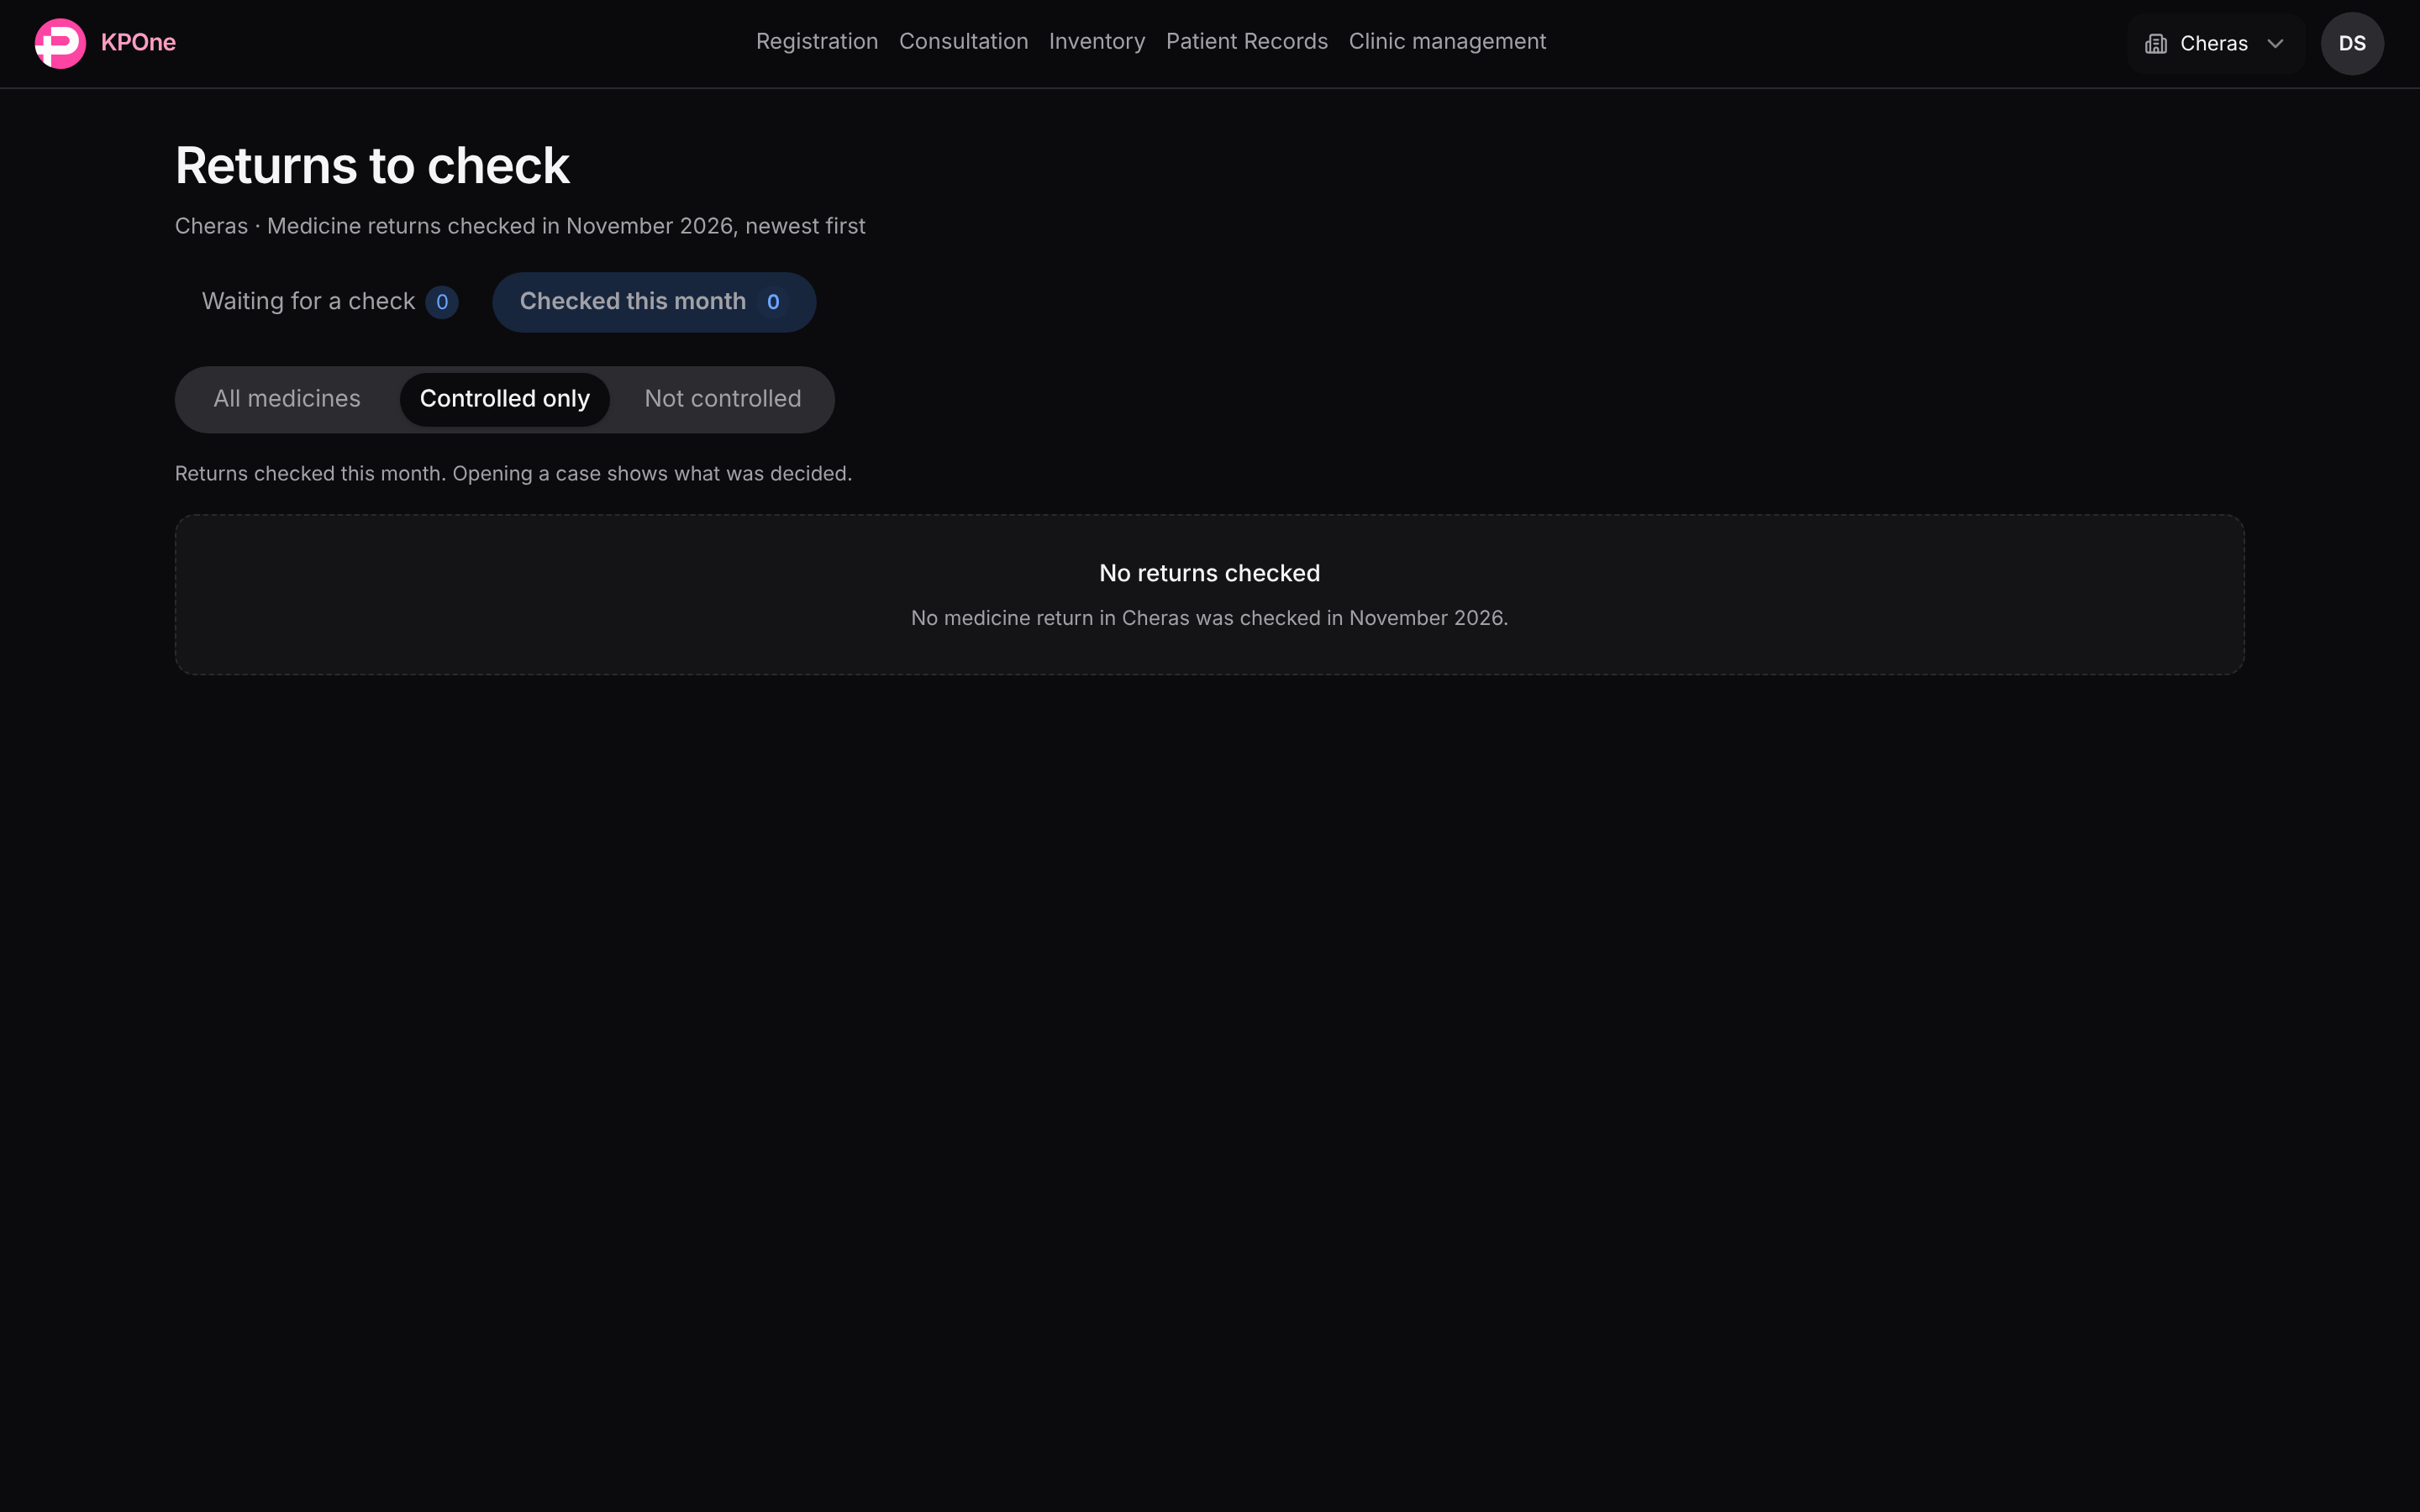 KPOne
Registration Consultation Inventory Patient Records Clinic management
Cheras
DS
Returns to check
Cheras · Medicine returns checked in November 2026, newest first
Waiting for a check 0
Checked this month 0
All medicines Controlled only Not controlled
Returns checked this month. Opening a case shows what was decided.
No returns checked
No medicine return in Cheras was checked in November 2026.